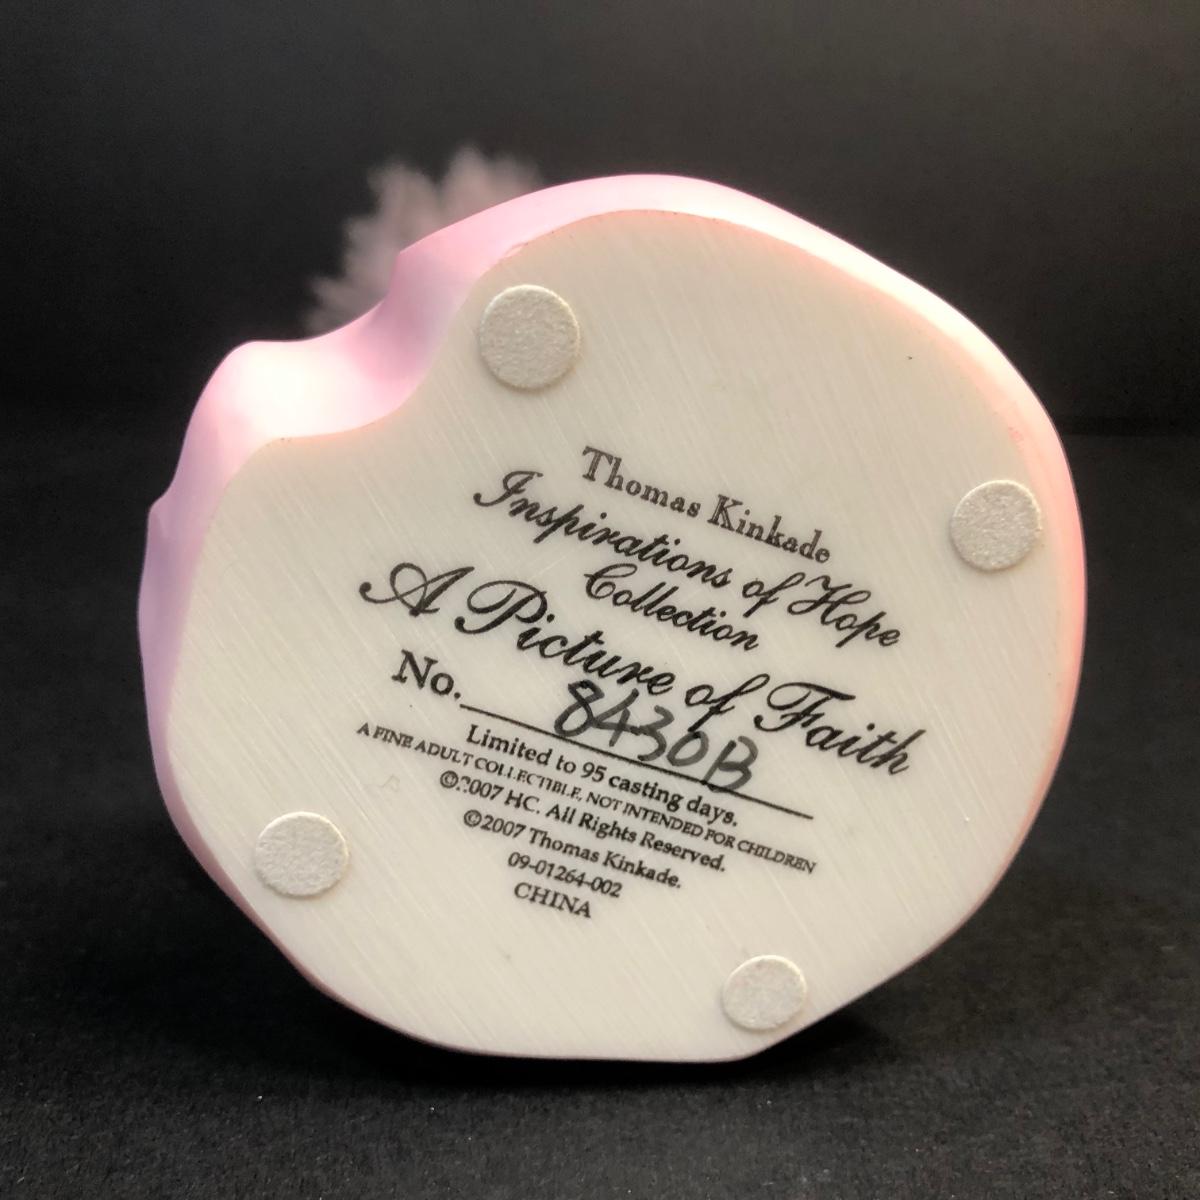 Thomas Kinkade
Inspirations of Hope
Collection
A Picture of Faith
No. 8430B
Limited to 95 casting days.
A FINE ADULT COLLECTIBLE, NOT INTENDED FOR CHILDREN
©2007 HC. All Rights Reserved.
©2007 Thomas Kinkade.
09-01264-002
CHINA